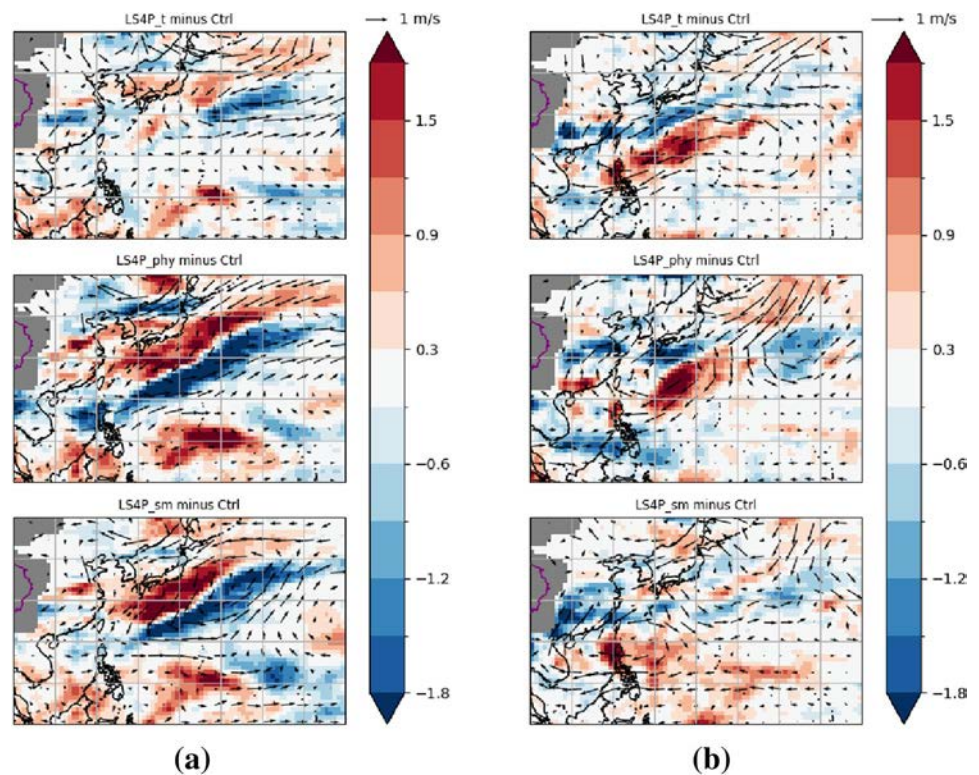 LS4P_t minus Ctrl
1 m/s
LS4P_t minus Ctrl
1 m/s
1.5
0.9
0.3
−0.6
−1.2
−1.8
LS4P_phy minus Ctrl
LS4P_phy minus Ctrl
LS4P_sm minus Ctrl
LS4P_sm minus Ctrl
1.5
0.9
0.3
−0.6
−1.2
−1.8
(a)
(b)